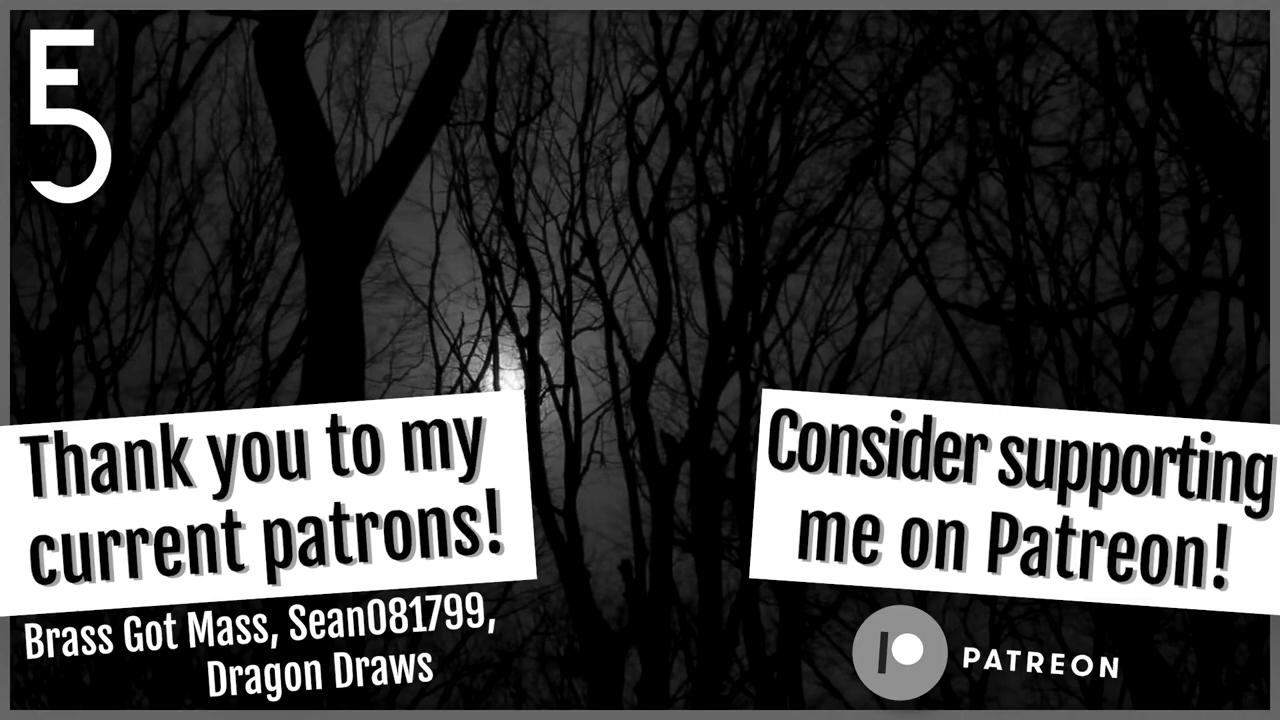 5
Thank you to my
current patrons!
Brass Got Mass, Sean081799,
Dragon Draws
Consider supporting
me on Patreon!
PATREON